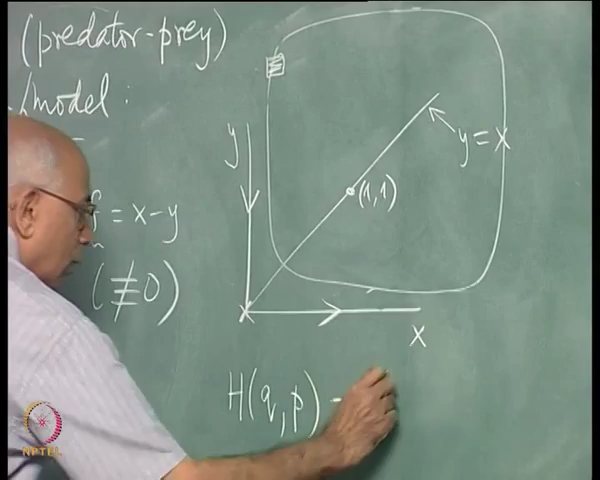 (predator-prey)
model :
y
y = x
(1,1)
f = x-y
(≢0)
x
H(q, p) -
NPTEL